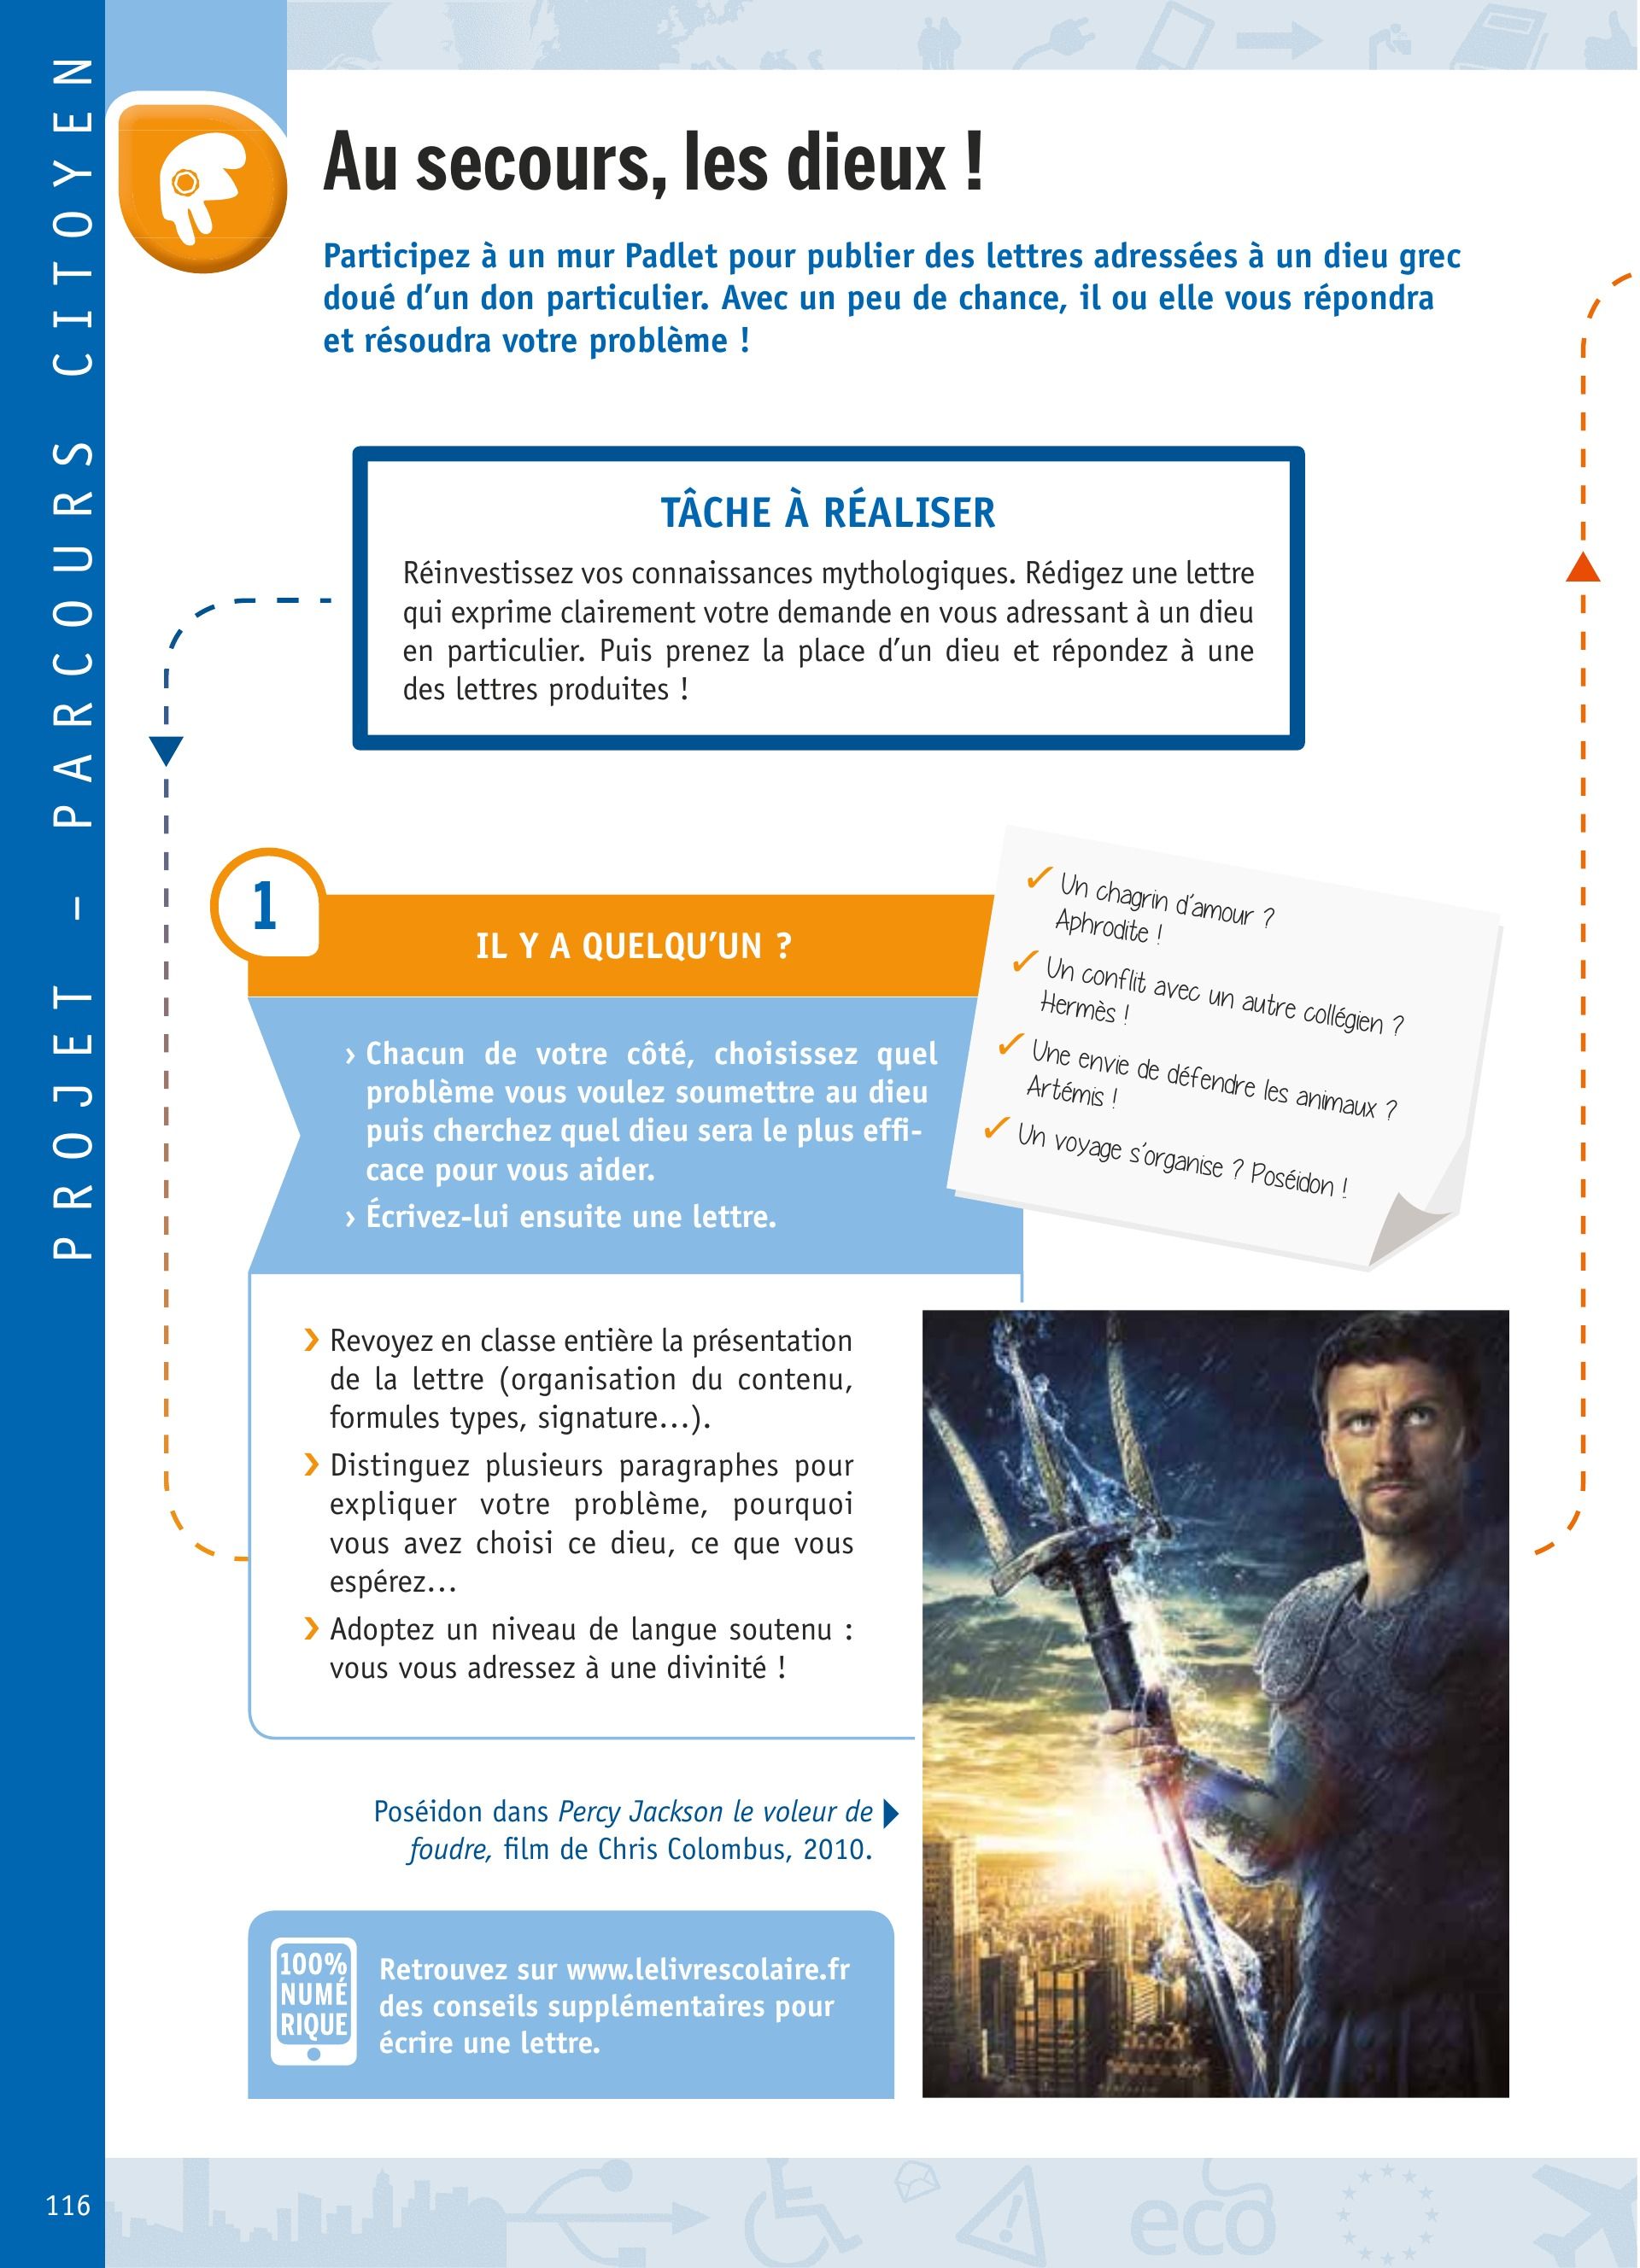 PROJET – PARCOURS CITOYEN
Au secours, les dieux !
Participez à un mur Padlet pour publier des lettres adressées à un dieu grec
doué d’un don particulier. Avec un peu de chance, il ou elle vous répondra
et résoudra votre problème !
TÂCHE À RÉALISER
Réinvestissez vos connaissances mythologiques. Rédigez une lettre
qui exprime clairement votre demande en vous adressant à un dieu
en particulier. Puis prenez la place d’un dieu et répondez à une
des lettres produites !
1
IL Y A QUELQU’UN ?
› Chacun de votre côté, choisissez quel
problème vous voulez soumettre au dieu
puis cherchez quel dieu sera le plus effi-
cace pour vous aider.
› Écrivez-lui ensuite une lettre.
✓ Un chagrin d’amour ?
Aphrodite !
✓ Un conflit avec un autre collégien ?
Hermès !
✓ Une envie de défendre les animaux ?
Artémis !
✓ Un voyage s’organise ? Poséidon !
› Revoyez en classe entière la présentation
de la lettre (organisation du contenu,
formules types, signature…).
› Distinguez plusieurs paragraphes pour
expliquer votre problème, pourquoi
vous avez choisi ce dieu, ce que vous
espérez…
› Adoptez un niveau de langue soutenu :
vous vous adressez à une divinité !
Poséidon dans Percy Jackson le voleur de
foudre, film de Chris Colombus, 2010.
100%
NUMÉ
RIQUE
Retrouvez sur www.lelivrescolaire.fr
des conseils supplémentaires pour
écrire une lettre.
116
eco